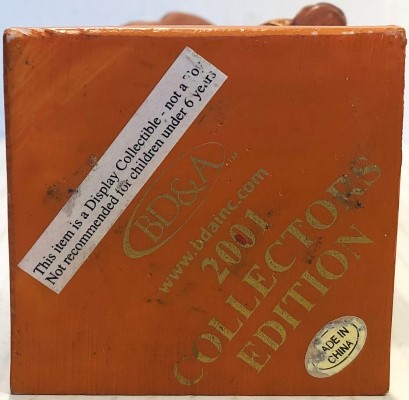 This item is a Display Collectible - not a Toy
Not recommended for children under 6 years
BD&A
www.bdainc.com
2001
COLLECTORS
EDITION
MADE IN
CHINA